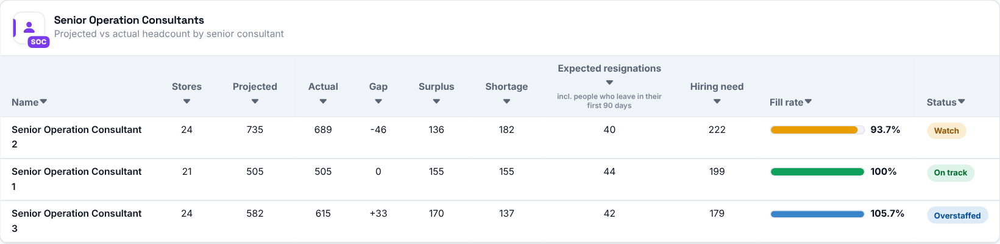 Senior Operation Consultants
Projected vs actual headcount by senior consultant
SOC
Name Stores Projected Actual Gap Surplus Shortage Expected resignations Hiring need Fill rate Status
incl. people who leave in their
first 90 days
Senior Operation Consultant 24 735 689 -46 136 182 40 222 93.7% Watch
2
Senior Operation Consultant 21 505 505 0 155 155 44 199 100% On track
1
Senior Operation Consultant 24 582 615 +33 170 137 42 179 105.7% Overstaffed
3